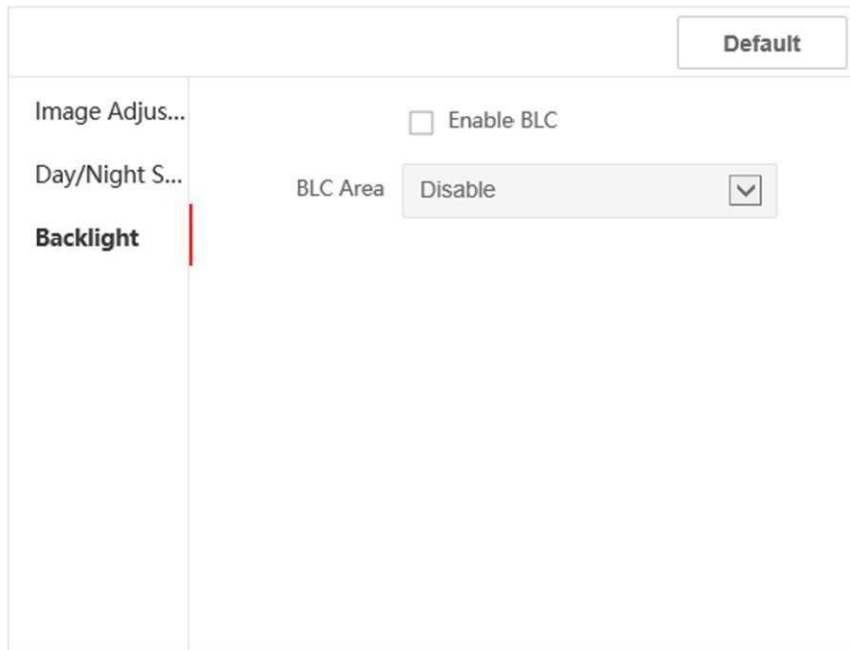 Default
Image Adjus...
Enable BLC
Day/Night S...
BLC Area
Disable
Backlight